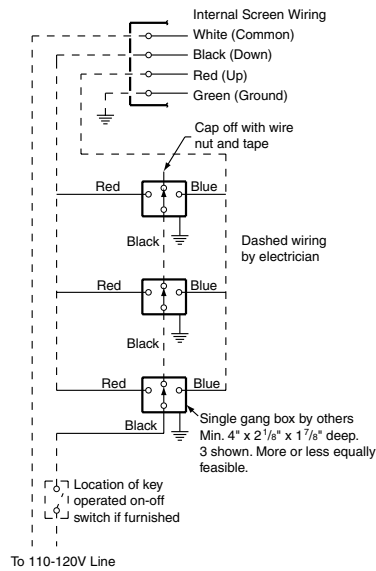 Internal Screen Wiring
White (Common)
Black (Down)
Red (Up)
Green (Ground)
Cap off with wire
nut and tape
Red
Blue
Black
Dashed wiring
by electrician
Red
Blue
Black
Red
Blue
Black
Single gang box by others
Min. 4" x 2 1/8" x 1 7/8" deep.
3 shown. More or less equally
feasible.
Location of key
operated on-off
switch if furnished
To 110-120V Line